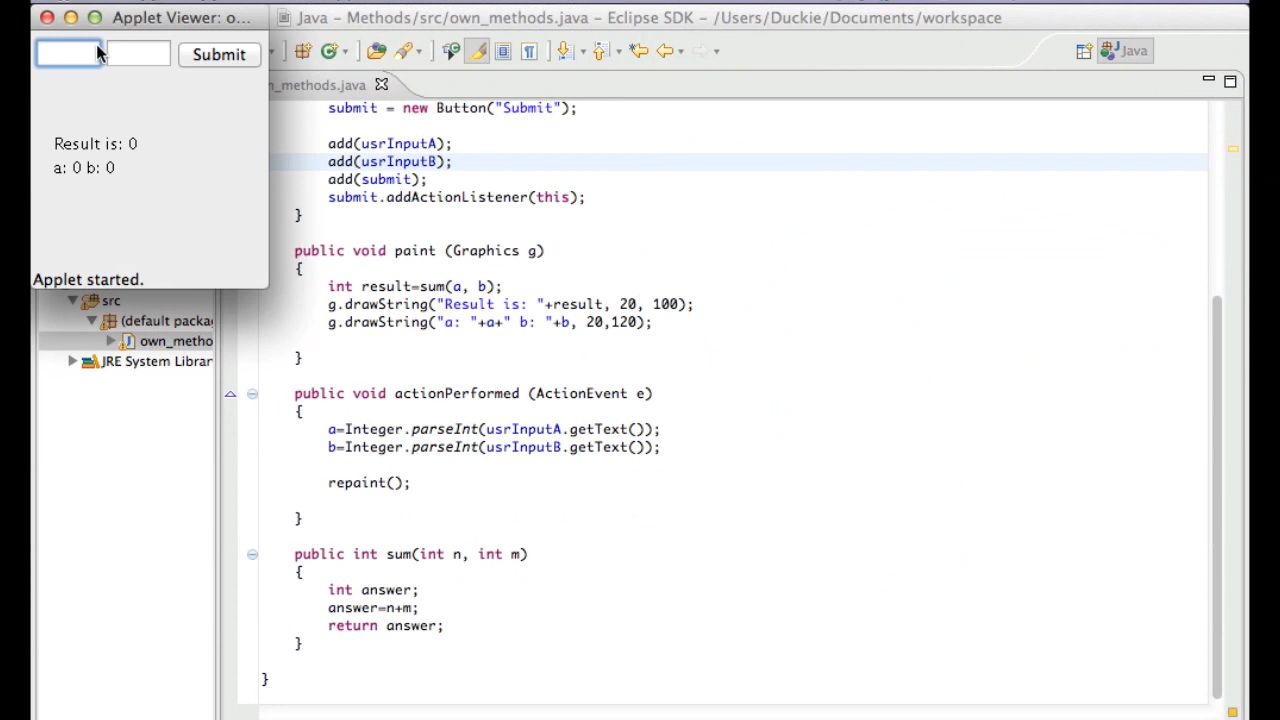 Applet Viewer: o...
Java – Methods/src/own_methods.java – Eclipse SDK – /Users/Duckie/Documents/workspace
Submit
Java
n_methods.java
Result is: 0
a: 0 b: 0
Applet started.
src
(default packa
own_metho
JRE System Librar
submit = new Button("Submit");
add(usrInputA);
add(usrInputB);
add(submit);
submit.addActionListener(this);
}
public void paint (Graphics g)
{
int result=sum(a, b);
g.drawString("Result is: "+result, 20, 100);
g.drawString("a: "+a+" b: "+b, 20,120);
}
public void actionPerformed (ActionEvent e)
{
a=Integer.parseInt(usrInputA.getText());
b=Integer.parseInt(usrInputB.getText());
repaint();
}
public int sum(int n, int m)
{
int answer;
answer=n+m;
return answer;
}
}